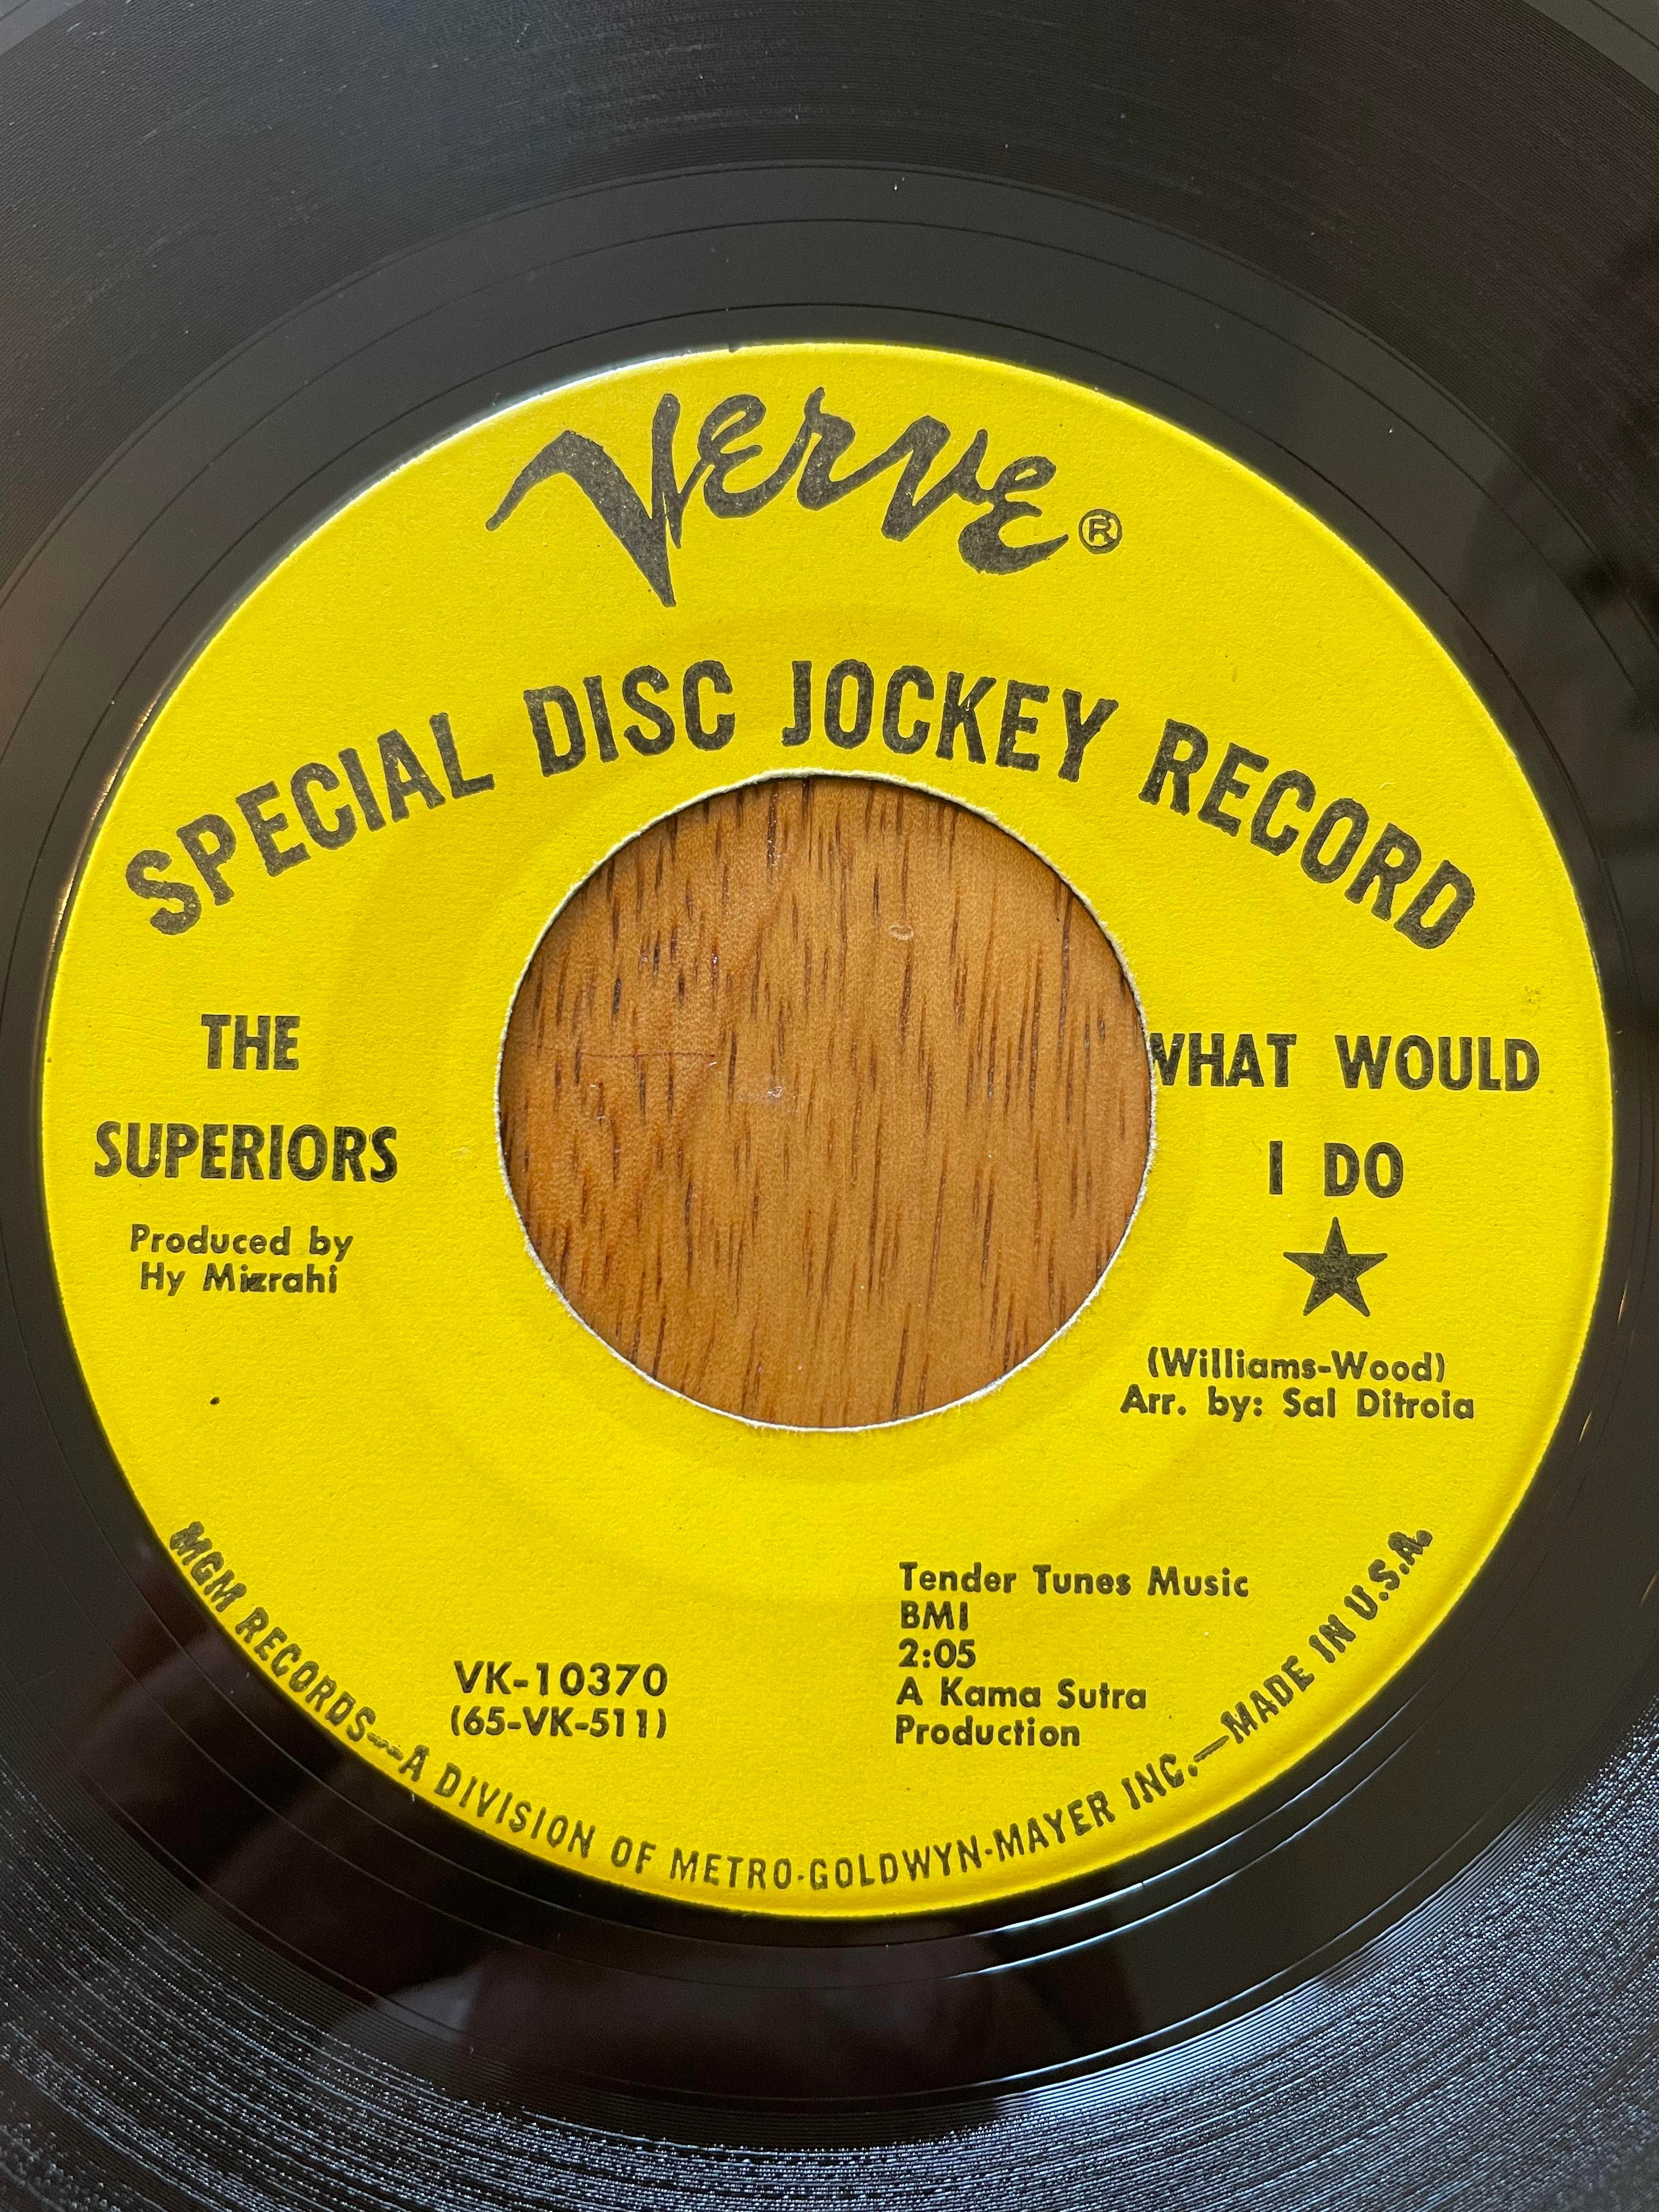 Verve®
SPECIAL DISC JOCKEY RECORD
THE
SUPERIORS
Produced by
Hy Mizrahi
WHAT WOULD
I DO
(Williams-Wood)
Arr. by: Sal Ditroia
Tender Tunes Music
BMI
2:05
A Kama Sutra
Production
VK-10370
(65-VK-511)
MGM RECORDS—A DIVISION OF METRO-GOLDWYN-MAYER INC.—MADE IN U.S.A.